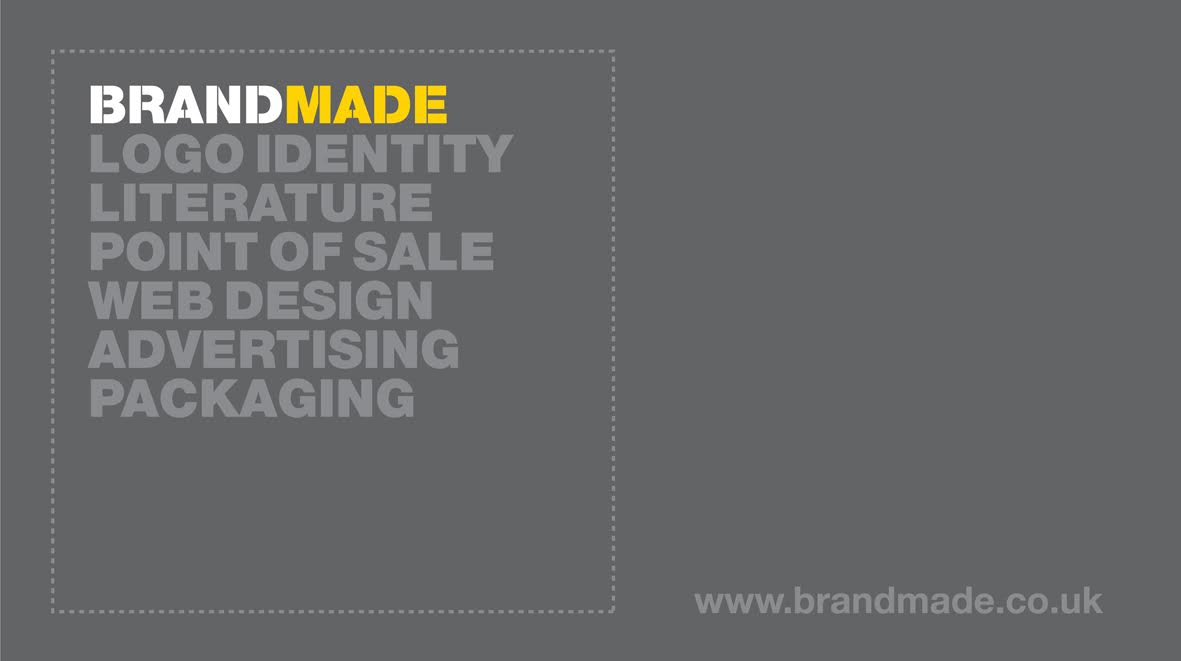 BRANDMADE
LOGO IDENTITY
LITERATURE
POINT OF SALE
WEB DESIGN
ADVERTISING
PACKAGING
www.brandmade.co.uk